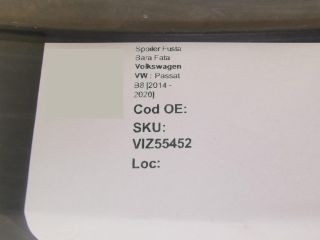 Spoiler Fusta
Bara Fata
Volkswagen
VW : Passat
B8 [2014 -
2020]
Cod OE:
SKU:
VIZ55452
Loc: